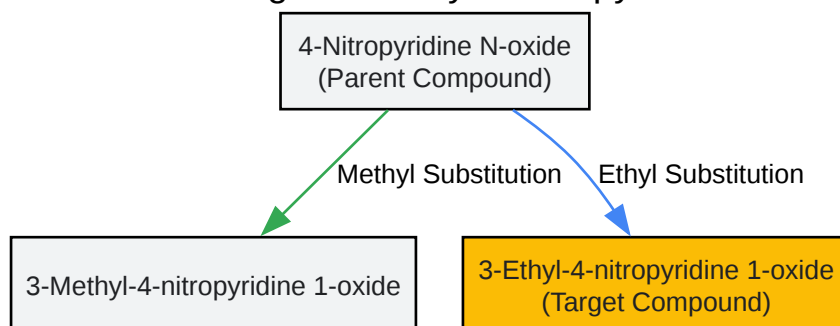 4-Nitropyridine N-oxide
(Parent Compound)
Methyl Substitution
Ethyl Substitution
3-Methyl-4-nitropyridine 1-oxide
3-Ethyl-4-nitropyridine 1-oxide
(Target Compound)